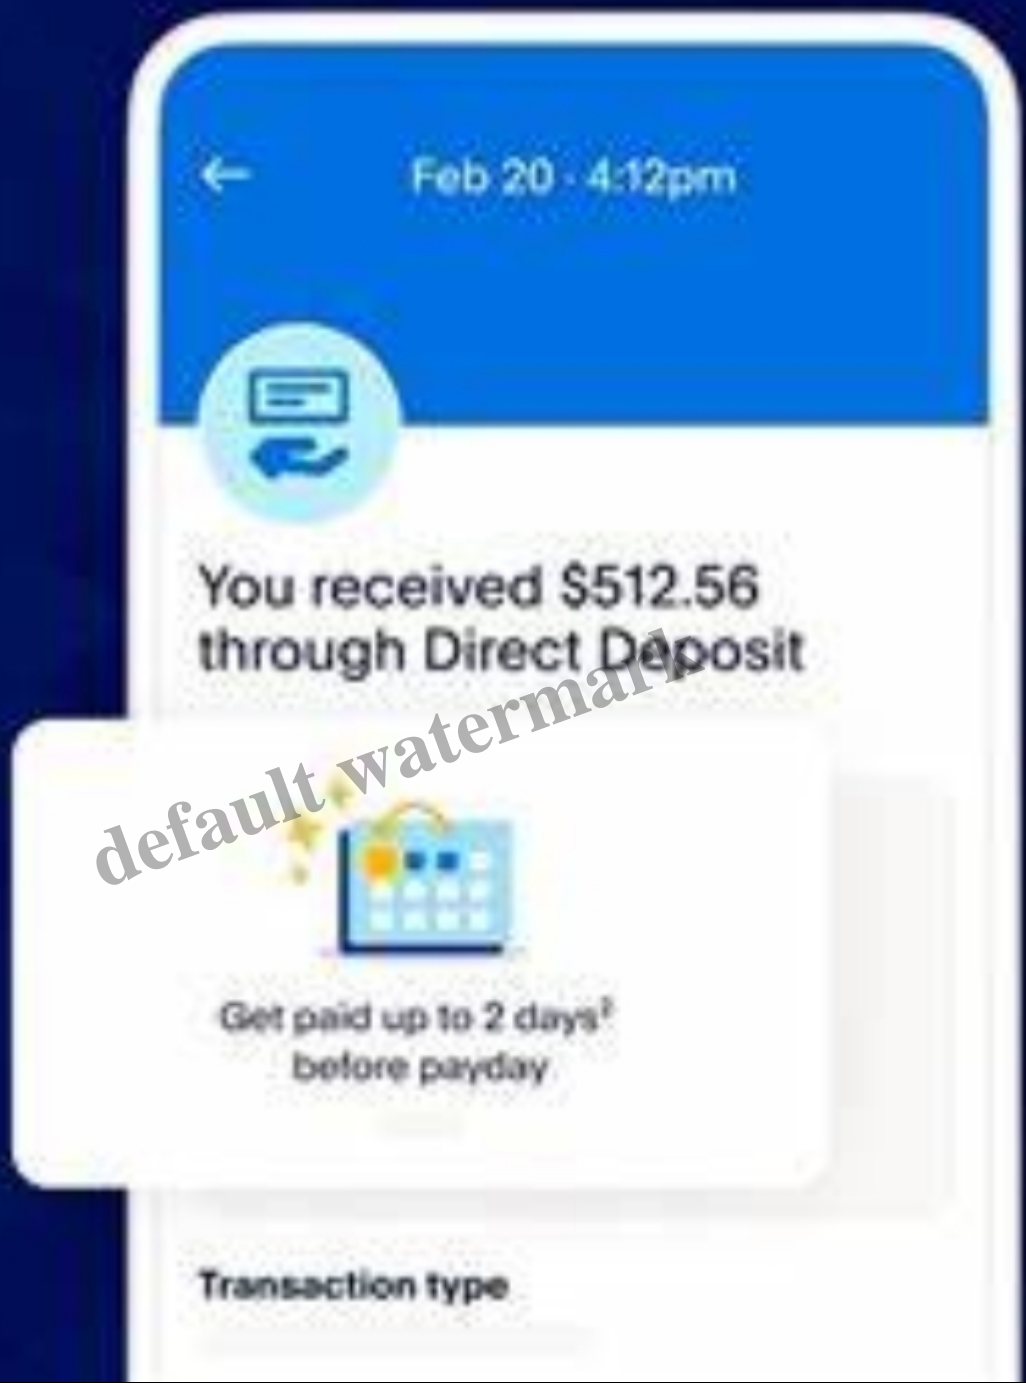 Feb 20 · 4:12pm
You received $512.56
through Direct Deposit
default watermark
Get paid up to 2 days²
before payday
Transaction type